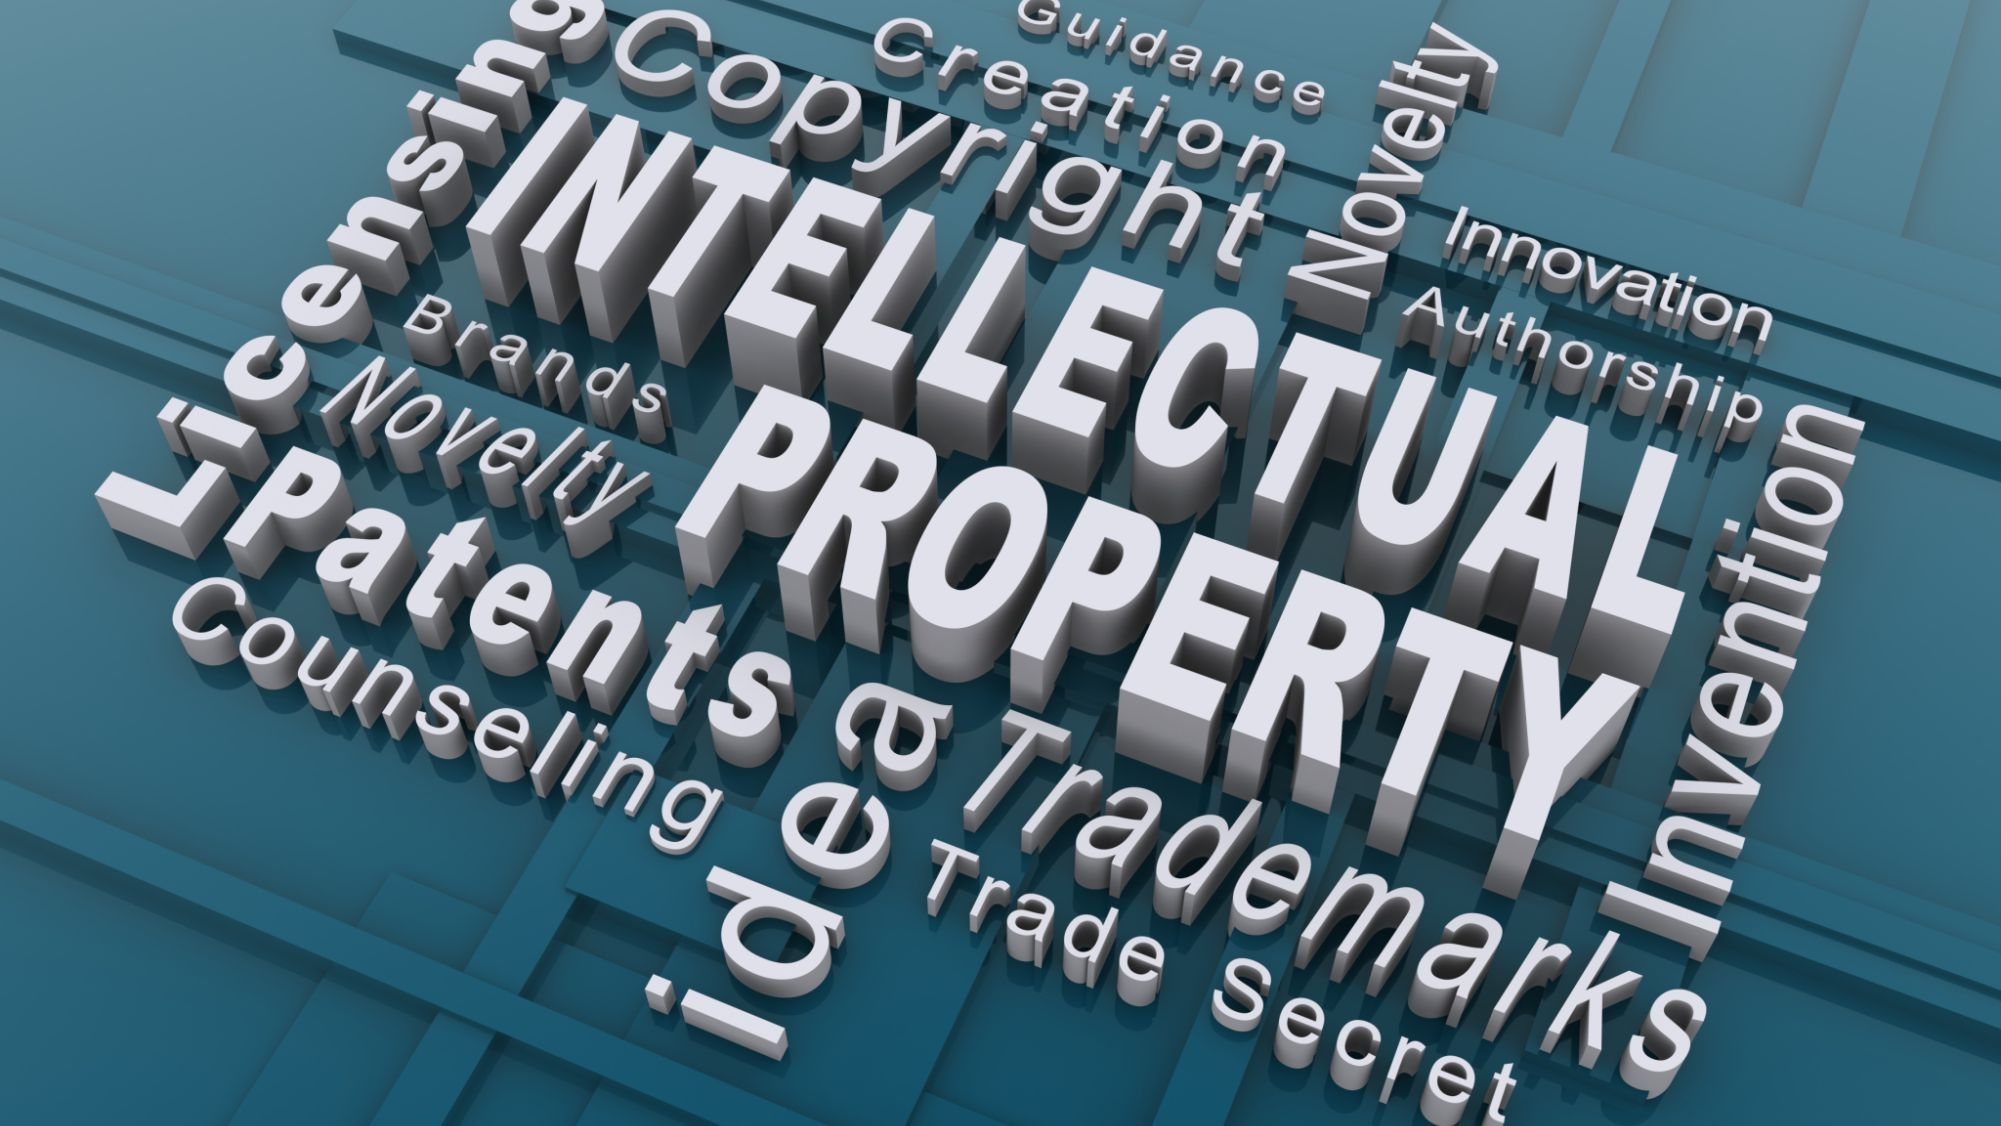 Guidance
Creation
Copyright
Licensing
Novelty
INTELLECTUAL
Innovation
Authorship
Brands
Novelty
PROPERTY
Patents
Counseling
Invention
idea
Trademarks
Trade Secret